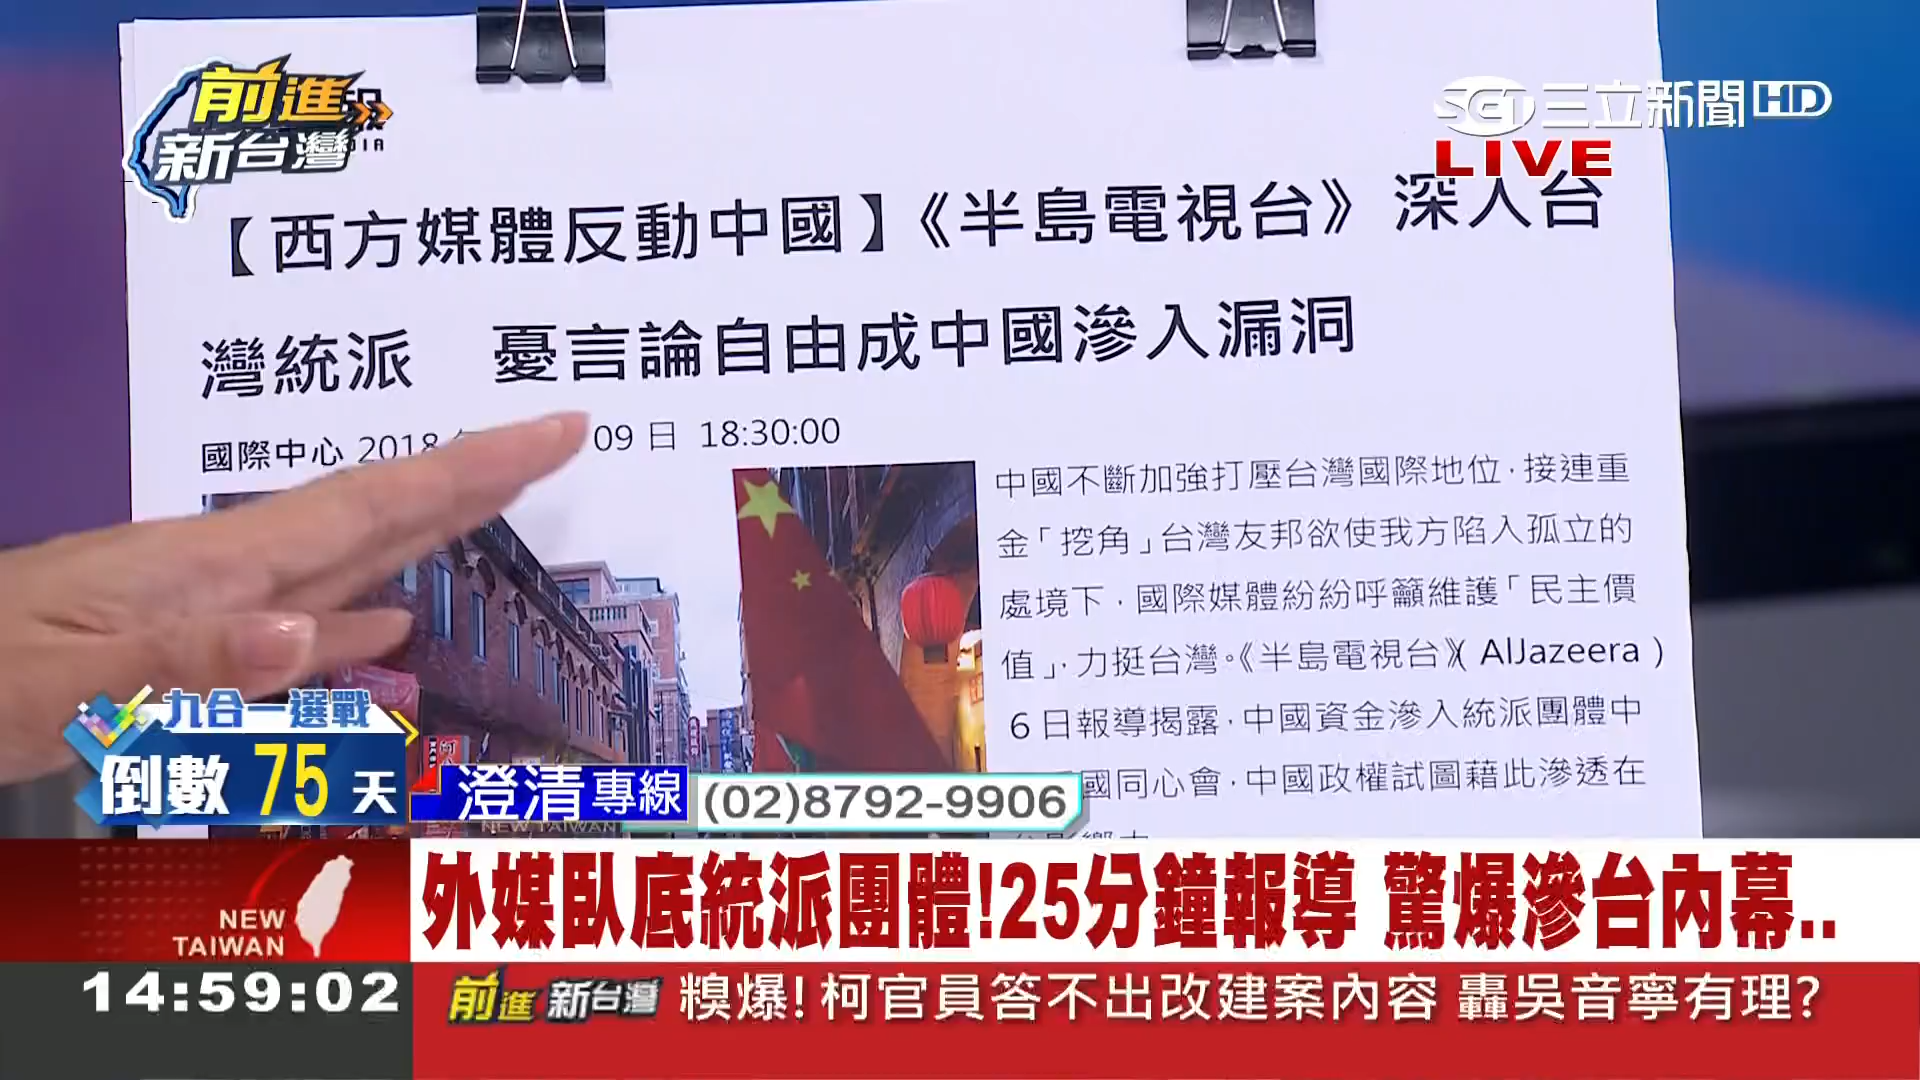 前進
新台灣
SET三立新聞HD
LIVE
【西方媒體反動中國】《半島電視台》深入台
灣統派 憂言論自由成中國滲入漏洞
國際中心 2018 09日 18:30:00
中國不斷加強打壓台灣國際地位,接連重
金「挖角」台灣友邦欲使我方陷入孤立的
處境下,國際媒體紛紛呼籲維護「民主價
值」,力挺台灣。《半島電視台》(AlJazeera)
6日報導揭露,中國資金滲入統派團體中
國同心會,中國政權試圖藉此滲透在
九合一選戰
倒數 75 天
澄清專線 (02)8792-9906
NEW TAIWAN
外媒臥底統派團體!25分鐘報導 驚爆滲台內幕..
NEW
TAIWAN
14:59:02
前進新台灣 糗爆!柯官員答不出改建案內容 轟吳音寧有理?